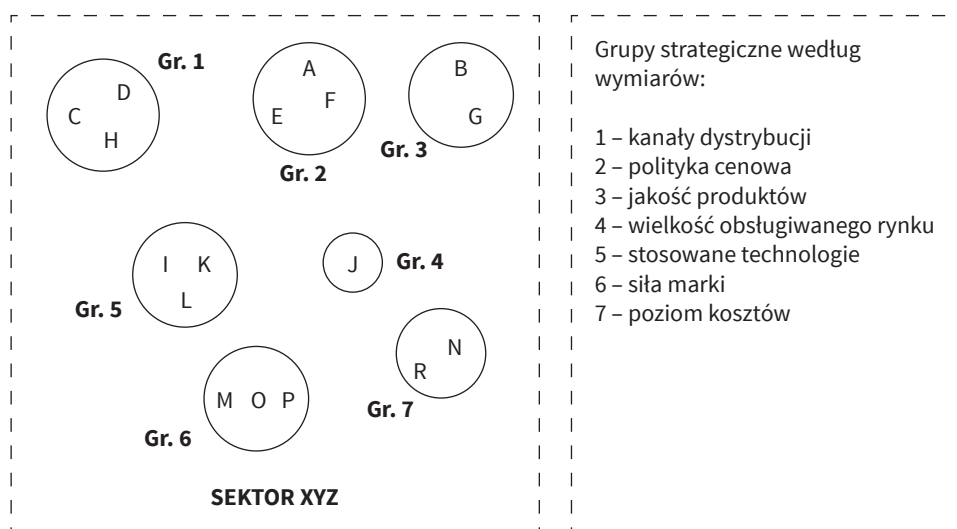 Gr. 1
D
C
H
A
F
E
Gr. 2
B
G
Gr. 3
I K
L
Gr. 5
J
Gr. 4
N
R
Gr. 7
M O P
Gr. 6
SEKTOR XYZ
Grupy strategiczne według
wymiarów:
1 – kanały dystrybucji
2 – polityka cenowa
3 – jakość produktów
4 – wielkość obsługiwanego rynku
5 – stosowane technologie
6 – siła marki
7 – poziom kosztów